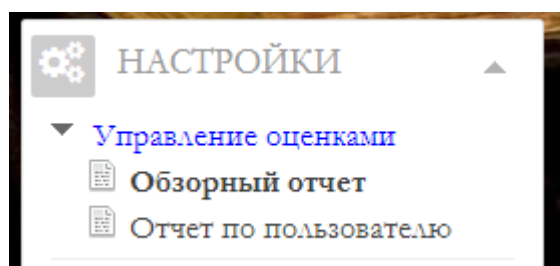 НАСТРОЙКИ
Управление оценками
Обзорный отчет
Отчет по пользователю